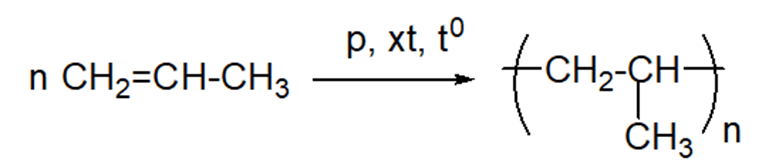 p, xt, t⁰
n CH₂=CH-CH₃ CH₂-CH
CH₃ n